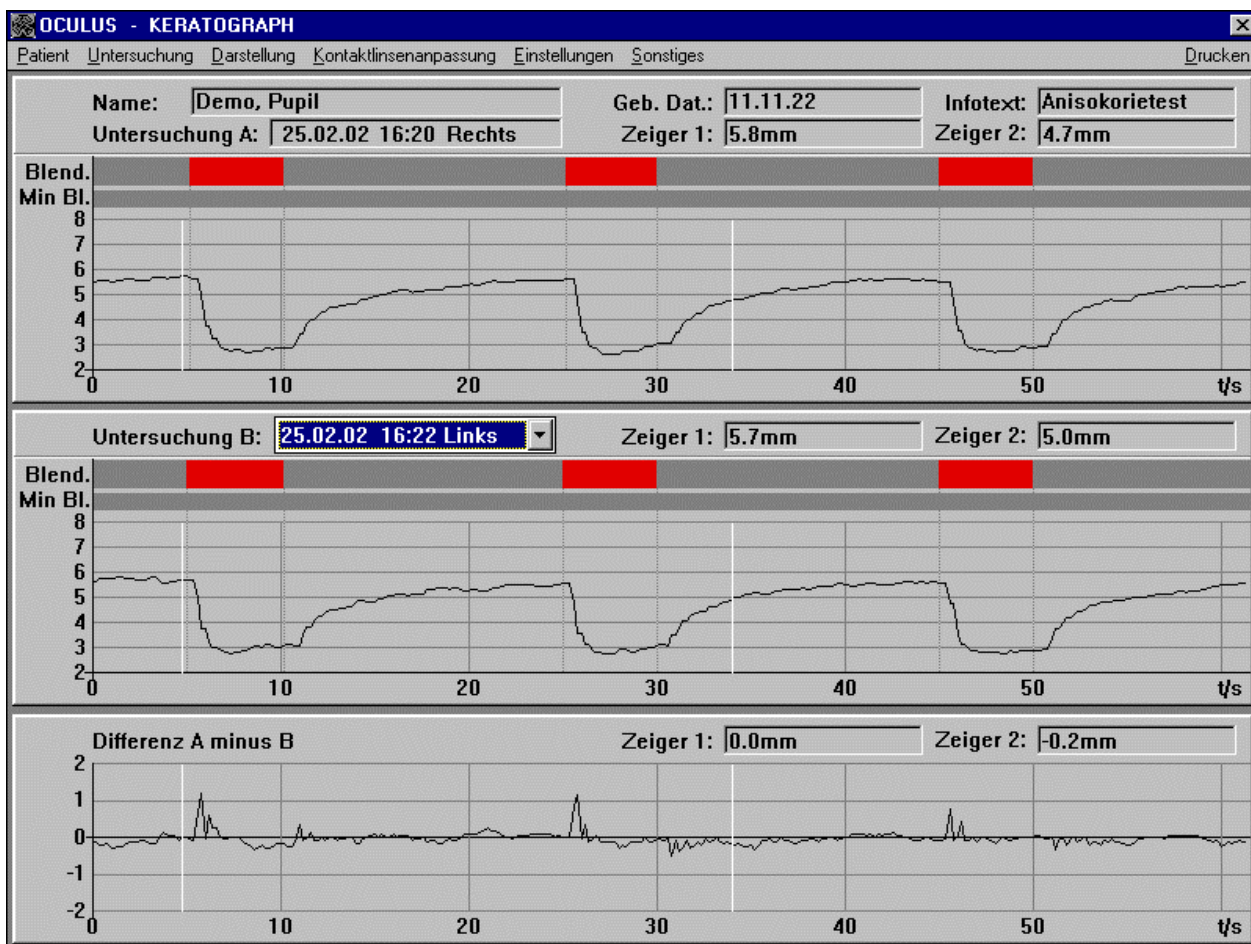 OCULUS - KERATOGRAPH
Patient Untersuchung Darstellung Kontaktlinsenanpassung Einstellungen Sonstiges Drucken
Name: Demo, Pupil Geb. Dat.: 11.11.22 Infotext: Anisokorietest
Untersuchung A: 25.02.02 16:20 Rechts Zeiger 1: 5.8mm Zeiger 2: 4.7mm
Blend.
Min Bl.
8
7
6
5
4
3
2
0 10 20 30 40 50 t/s
Untersuchung B: 25.02.02 16:22 Links Zeiger 1: 5.7mm Zeiger 2: 5.0mm
Blend.
Min Bl.
8
7
6
5
4
3
2
0 10 20 30 40 50 t/s
Differenz A minus B Zeiger 1: 0.0mm Zeiger 2: -0.2mm
2
1
0
-1
-2
0 10 20 30 40 50 t/s